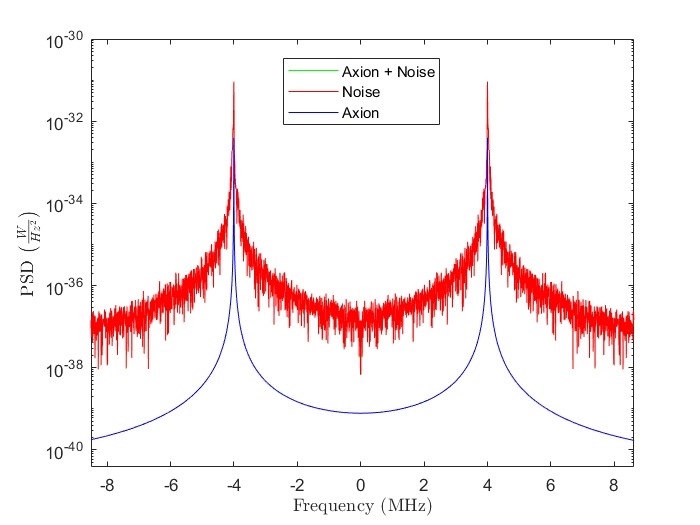 10^-30
10^-32
10^-34
10^-36
10^-38
10^-40
PSD (W/Hz²)
Axion + Noise
Noise
Axion
-8 -6 -4 -2 0 2 4 6 8
Frequency (MHz)